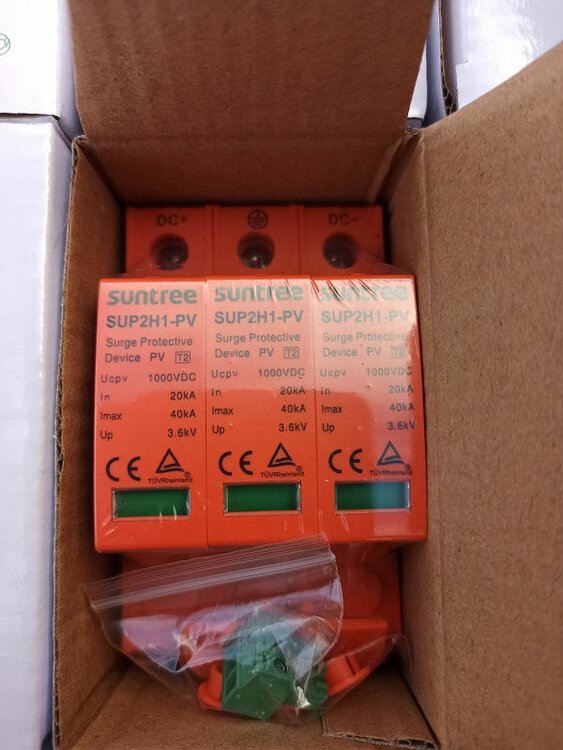 DC+ DC-
suntree
SUP2H1-PV
Surge Protective
Device PV T2
Ucpv 1000VDC
In 20kA
Imax 40kA
Up 3.6kV
CE
TÜVRheinland
®
suntree
SUP2H1-PV
Surge Protective
Device PV T2
Ucpv 1000VDC
In 20kA
Imax 40kA
Up 3.6kV
CE
TÜVRheinland
®
suntree
SUP2H1-PV
Surge Protective
Device PV T2
Ucpv 1000VDC
In 20kA
Imax 40kA
Up 3.6kV
CE
TÜVRheinland
®